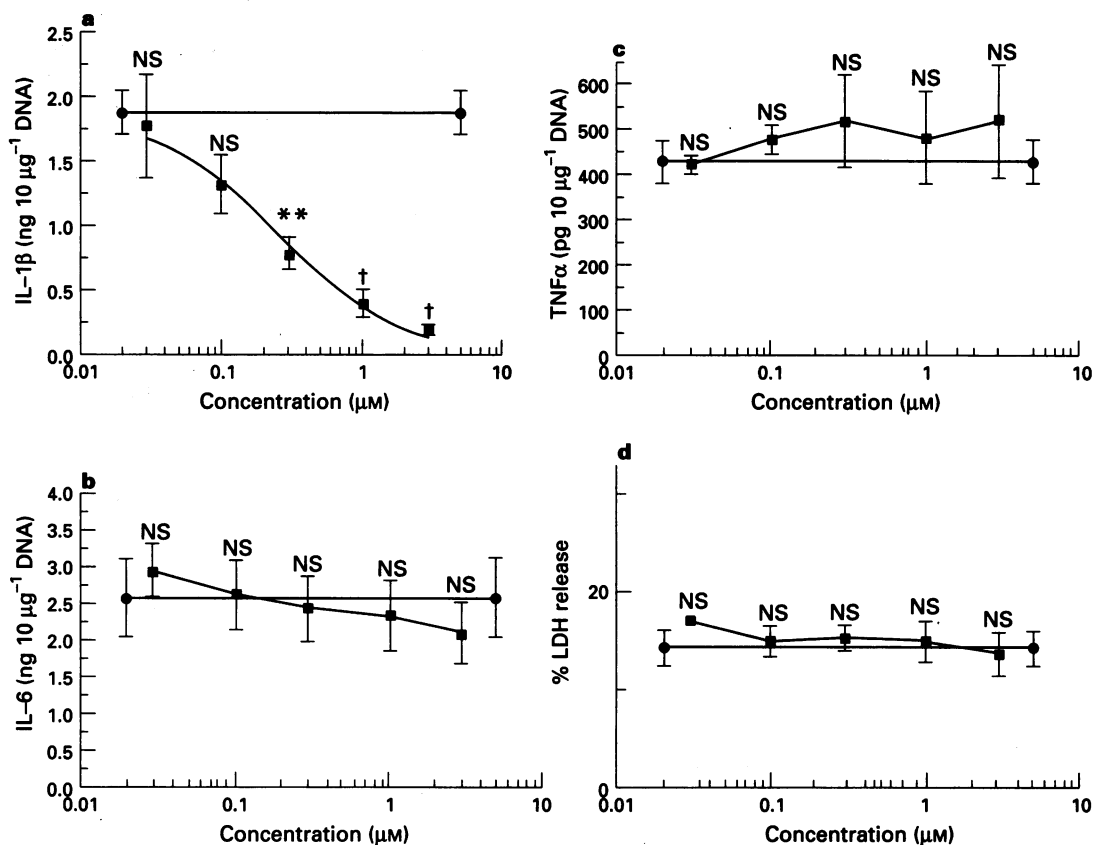 a
2.5
2.0
1.5
1.0
0.5
0.0
IL–1β (ng 10 μg⁻¹ DNA)
NS
NS
**
†
†
0.01 0.1 1 10
Concentration (μM)
c
600
500
400
300
200
100
0
TNFα (pg 10 μg⁻¹ DNA)
NS NS NS NS NS
0.01 0.1 1 10
Concentration (μM)
b
4.0
3.5
3.0
2.5
2.0
1.5
1.0
0.5
0.0
IL–6 (ng 10 μg⁻¹ DNA)
NS NS NS NS NS
0.01 0.1 1 10
Concentration (μM)
d
20
0
% LDH release
NS NS NS NS NS
0.01 0.1 1 10
Concentration (μM)